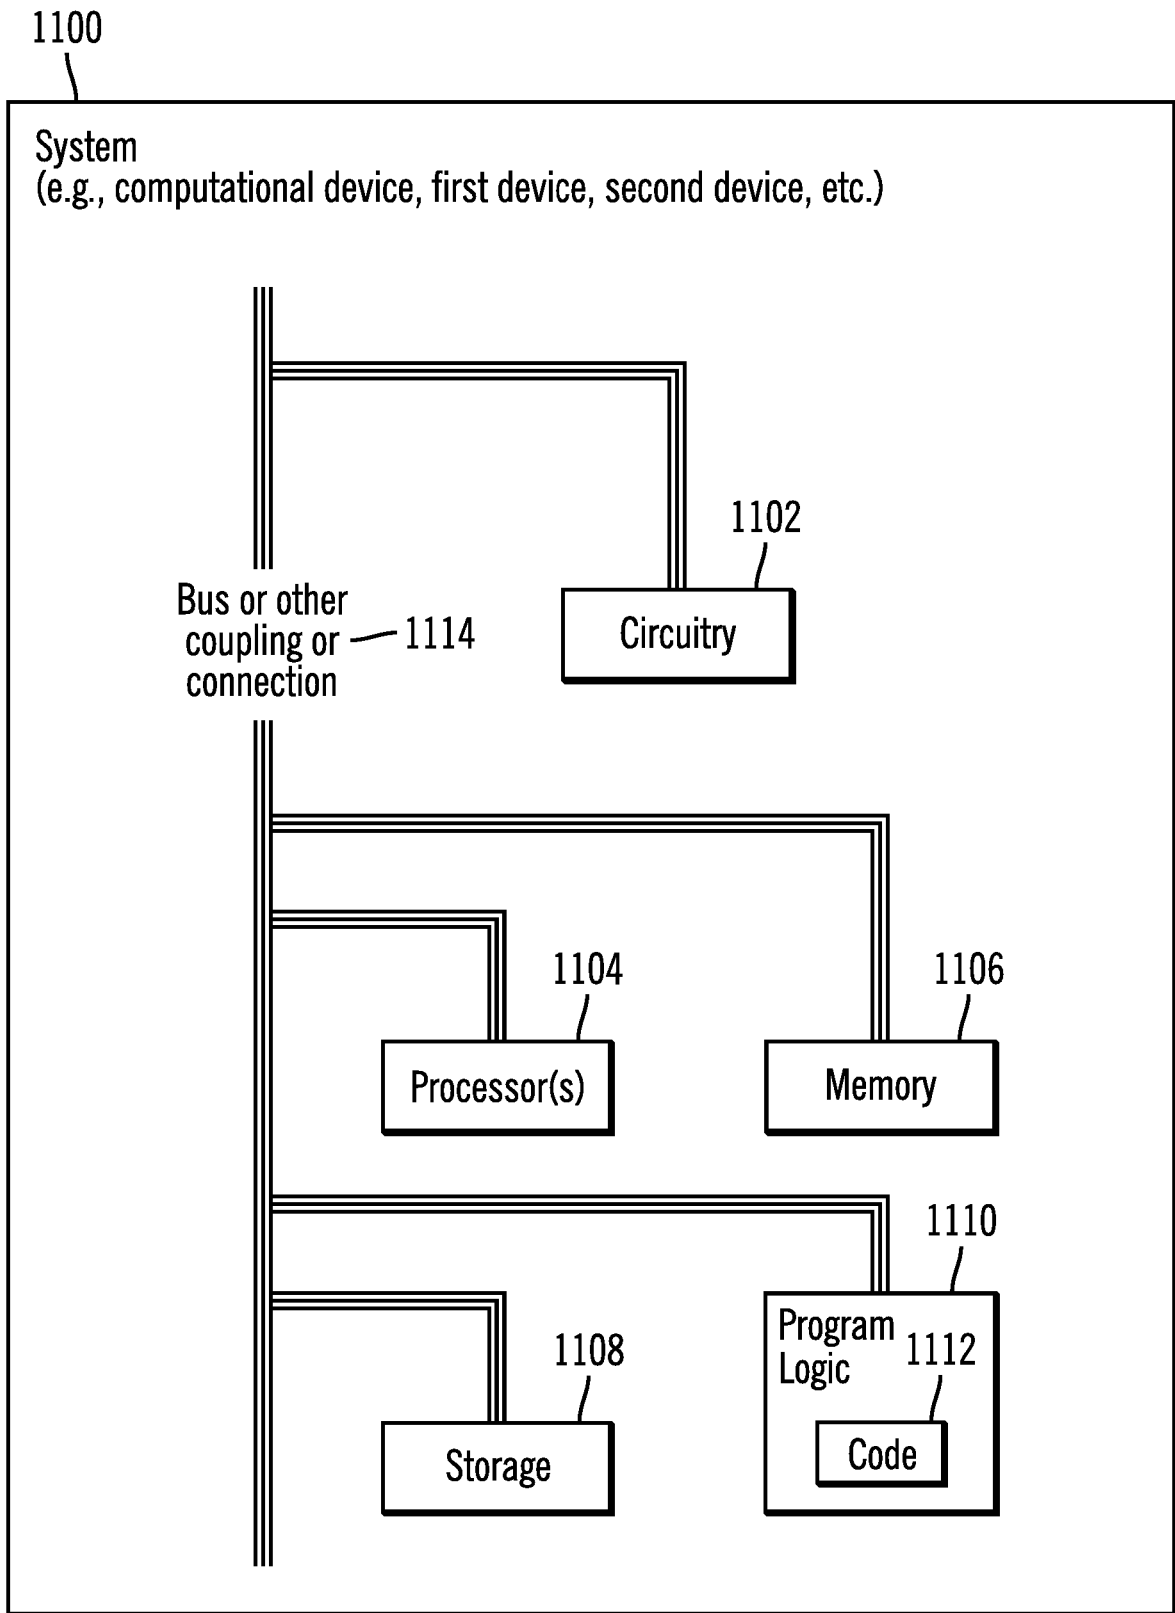 1100
System
(e.g., computational device, first device, second device, etc.)
1102
Circuitry
Bus or other
coupling or
connection
1114
1104
Processor(s)
1106
Memory
1108
Storage
1110
Program
Logic
1112
Code